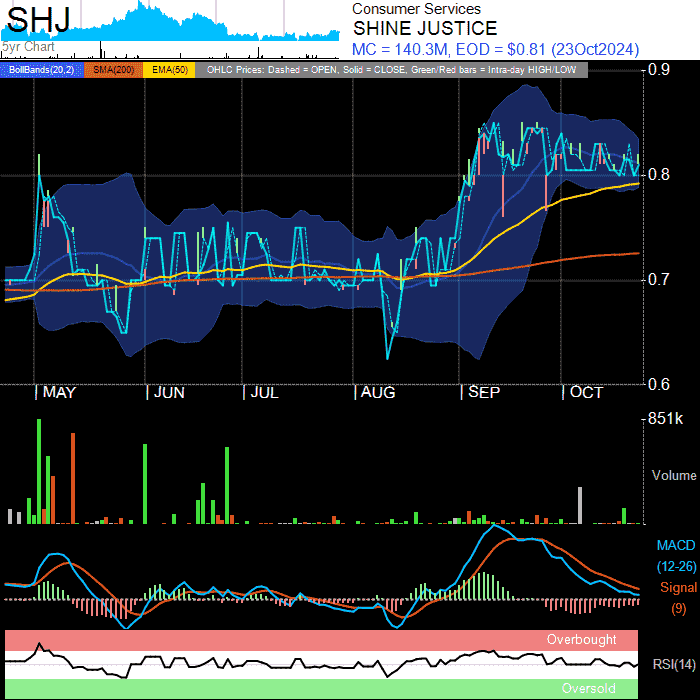 SHJ
5yr Chart
Consumer Services
SHINE JUSTICE
MC = 140.3M, EOD = $0.81 (23Oct2024)
BollBands(20,2) SMA(200) EMA(50) OHLC Prices: Dashed = OPEN, Solid = CLOSE, Green/Red bars = Intra-day HIGH/LOW
0.9
0.8
0.7
0.6
MAY JUN JUL AUG SEP OCT
851k
Volume
MACD
(12-26)
Signal
(9)
Overbought
RSI(14)
Oversold